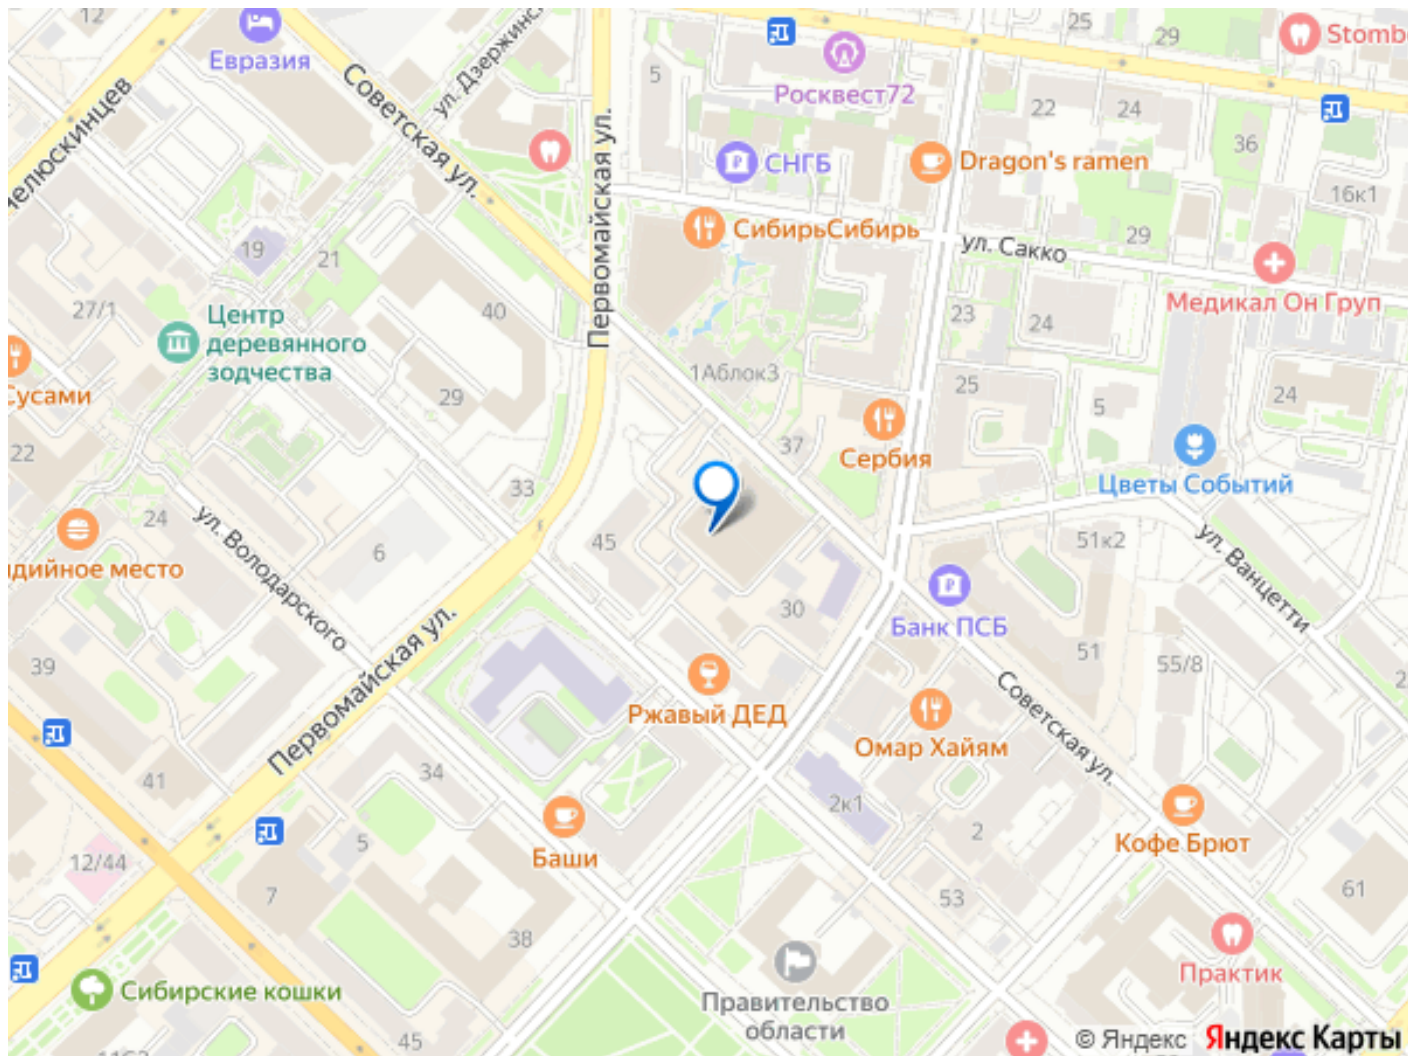 12
Евразия
Советская ул.
ул. Дзержинс
Первомайская ул.
5
Росквест72
25
29
Stomb
22
24
36
16к1
СНГБ
Dragon's ramen
СибирьСибирь
ул. Сакко
29
Медикал Он Груп
19
21
27/1
Центр
деревянного
зодчества
40
29
Сусами
22
23
24
1Аблок3
25
5
24
37
Сербия
Цветы Событий
33
24
ул. Володарского
6
45
51к2
ул. Ванцетти
дийное место
30
Банк ПСБ
51
55/8
2
39
Первомайская ул.
Ржавый ДЕД
Омар Хайям
Советская ул.
41
34
2к1
2
Кофе Брют
5
Баши
12/44
7
53
61
38
Сибирские кошки
Правительство
области
Практик
45
© Яндекс Яндекс Карты